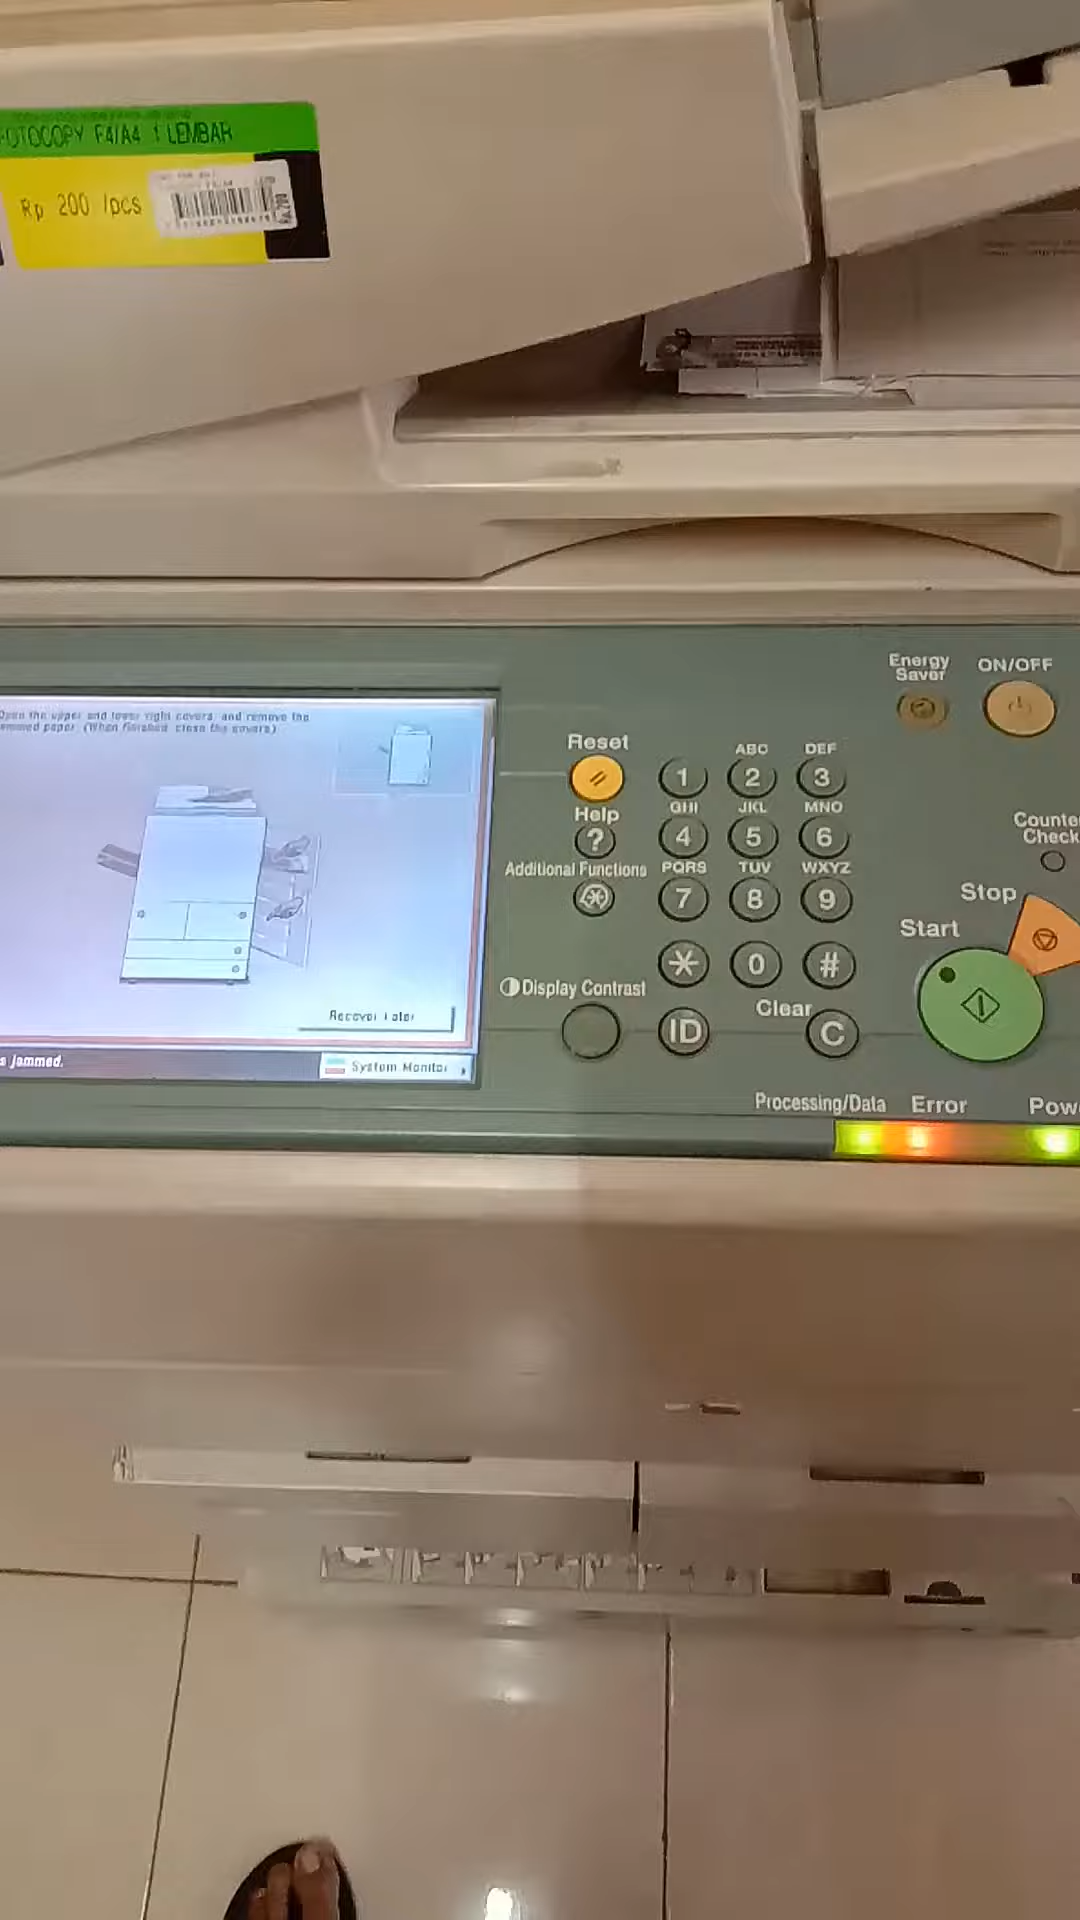 FOTOCOPY F4/A4 1 LEMBAR
Rp 200 /pcs
Energy
Saver
ON/OFF
Open the upper and lower right covers, and remove the
jammed paper. (When finished, close the covers.)
Reset
Help
?
Additional Functions
Display Contrast
1
ABC
2
DEF
3
GHI
4
JKL
5
MNO
6
PQRS
7
TUV
8
WXYZ
9
0
#
ID
Clear
C
Counter
Check
Stop
Start
Recover Later
s jammed.
System Monitor
Processing/Data
Error
Pow